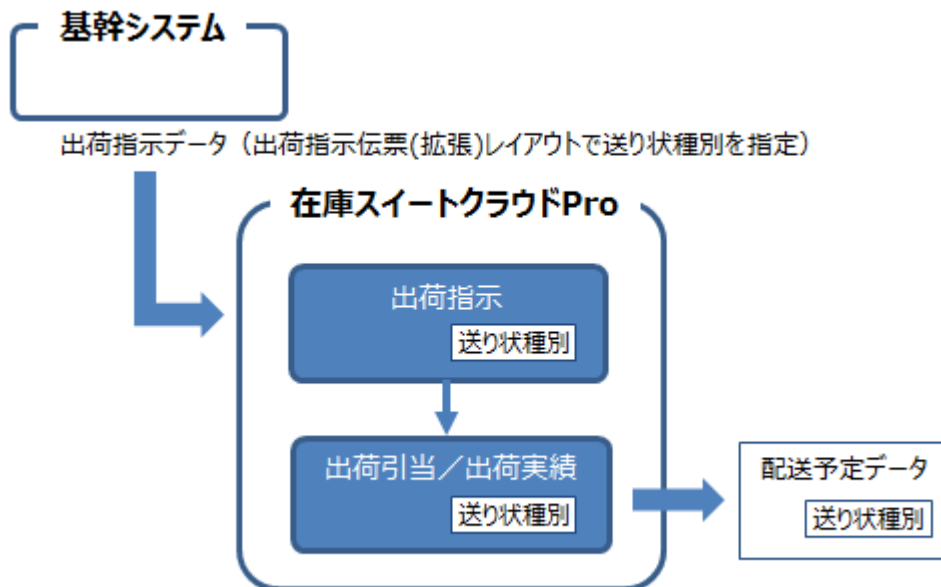 基幹システム
出荷指示データ（出荷指示伝票(拡張)レイアウトで送り状種別を指定）
在庫スイートクラウドPro
出荷指示
送り状種別
出荷引当／出荷実績
送り状種別
配送予定データ
送り状種別